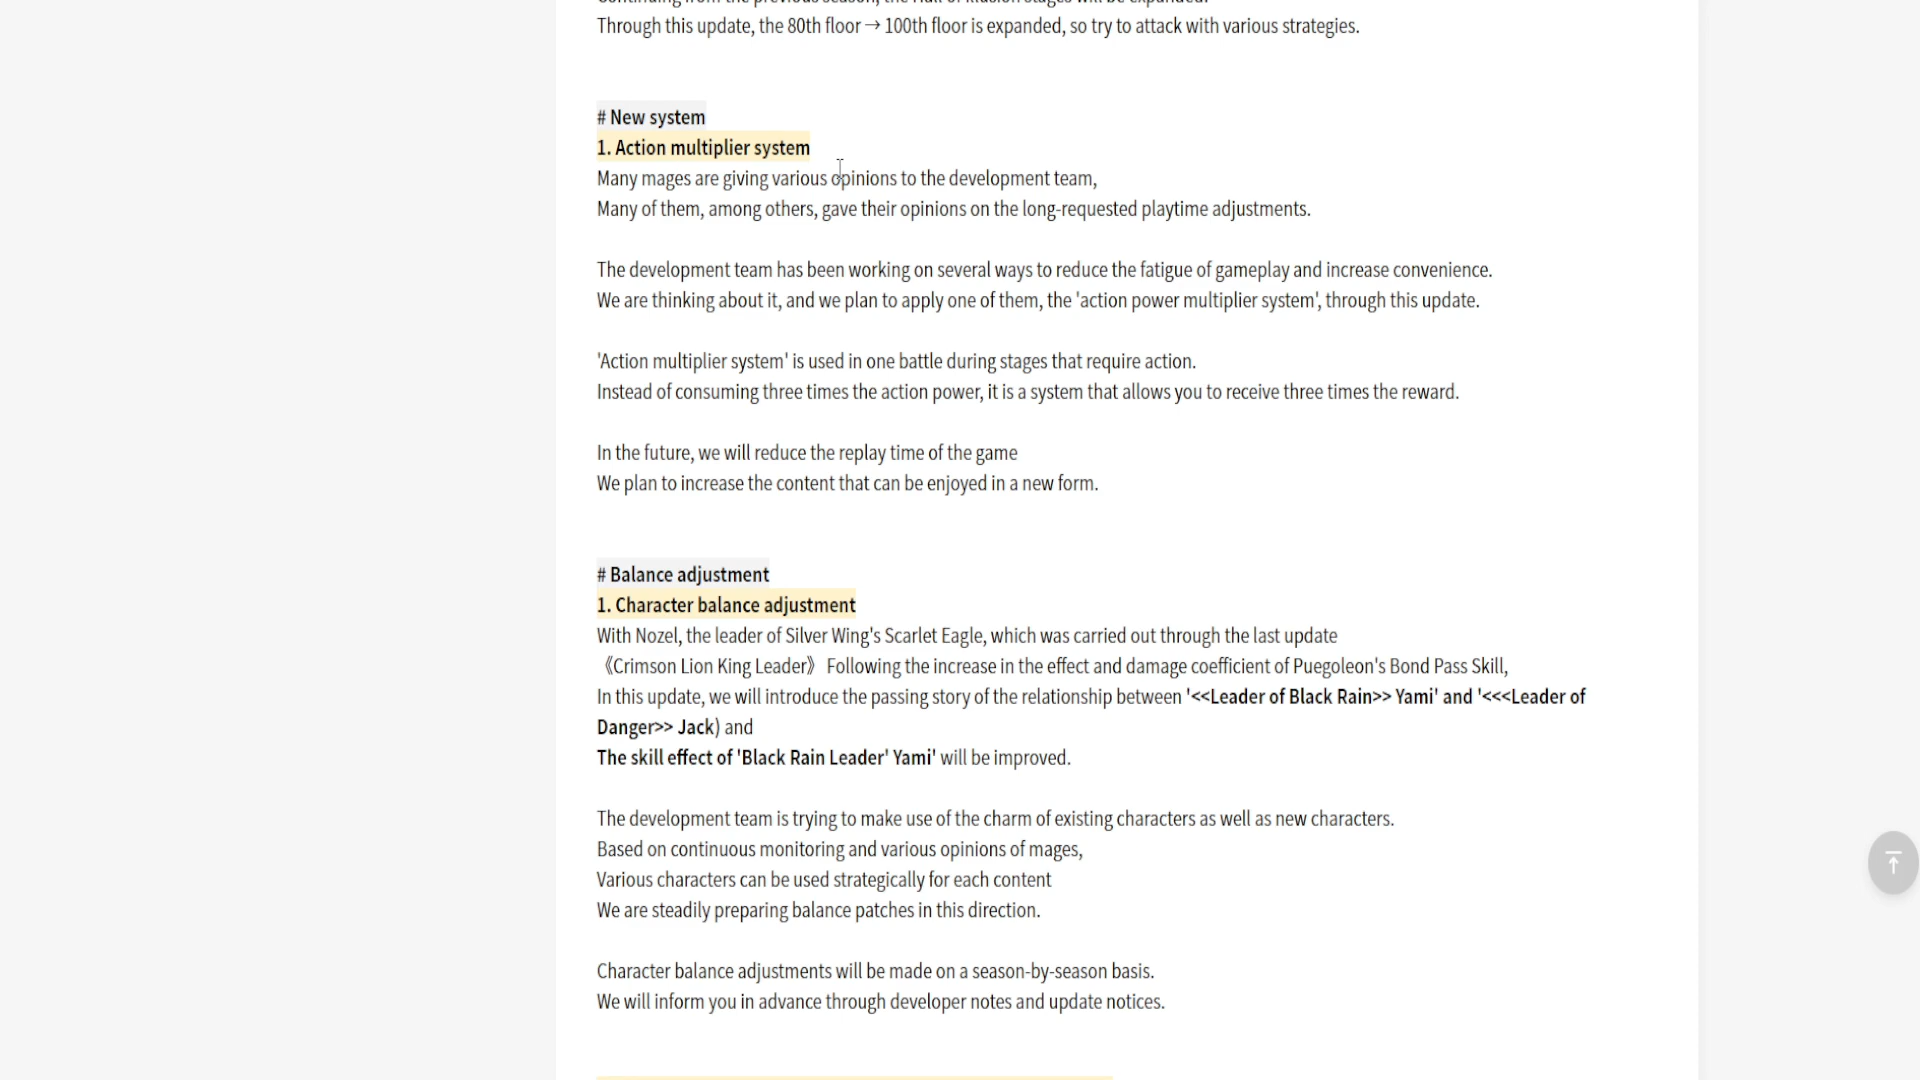 Through this update, the 80th floor → 100th floor is expanded, so try to attack with various strategies.
# New system
1. Action multiplier system
Many mages are giving various opinions to the development team,
Many of them, among others, gave their opinions on the long-requested playtime adjustments.
The development team has been working on several ways to reduce the fatigue of gameplay and increase convenience.
We are thinking about it, and we plan to apply one of them, the 'action power multiplier system', through this update.
'Action multiplier system' is used in one battle during stages that require action.
Instead of consuming three times the action power, it is a system that allows you to receive three times the reward.
In the future, we will reduce the replay time of the game
We plan to increase the content that can be enjoyed in a new form.
# Balance adjustment
1. Character balance adjustment
With Nozel, the leader of Silver Wing's Scarlet Eagle, which was carried out through the last update
《Crimson Lion King Leader》 Following the increase in the effect and damage coefficient of Puegoleon's Bond Pass Skill,
In this update, we will introduce the passing story of the relationship between '<<Leader of Black Rain>> Yami' and '<<<Leader of
Danger>> Jack) and
The skill effect of 'Black Rain Leader' Yami' will be improved.
The development team is trying to make use of the charm of existing characters as well as new characters.
Based on continuous monitoring and various opinions of mages,
Various characters can be used strategically for each content
We are steadily preparing balance patches in this direction.
Character balance adjustments will be made on a season-by-season basis.
We will inform you in advance through developer notes and update notices.